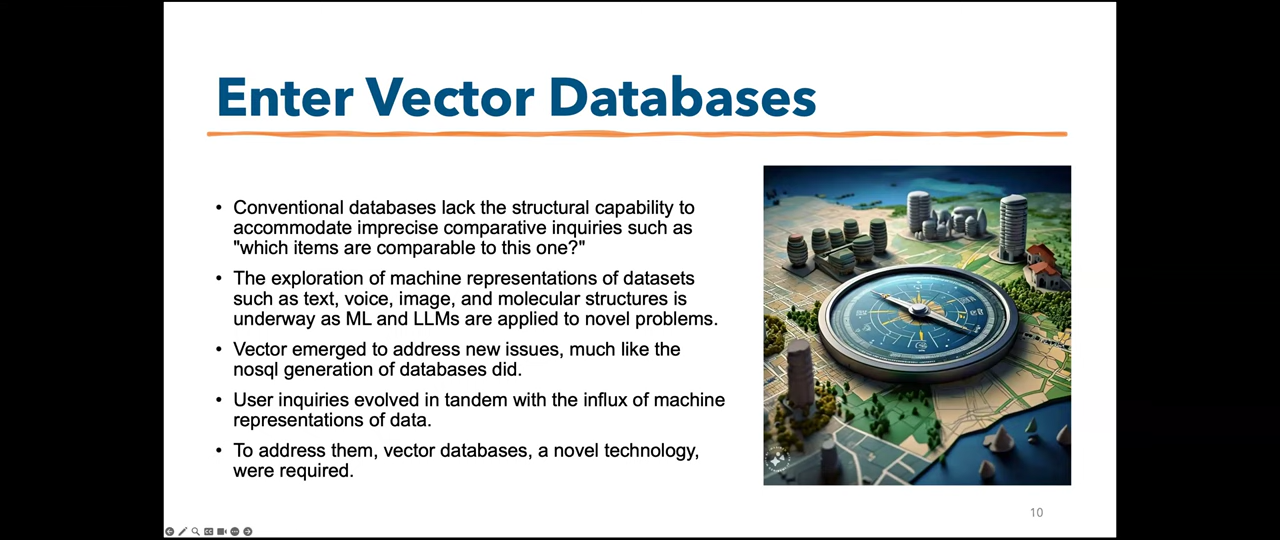 Enter Vector Databases
• Conventional databases lack the structural capability to
accommodate imprecise comparative inquiries such as
"which items are comparable to this one?"
• The exploration of machine representations of datasets
such as text, voice, image, and molecular structures is
underway as ML and LLMs are applied to novel problems.
• Vector emerged to address new issues, much like the
nosql generation of databases did.
• User inquiries evolved in tandem with the influx of machine
representations of data.
• To address them, vector databases, a novel technology,
were required.
10